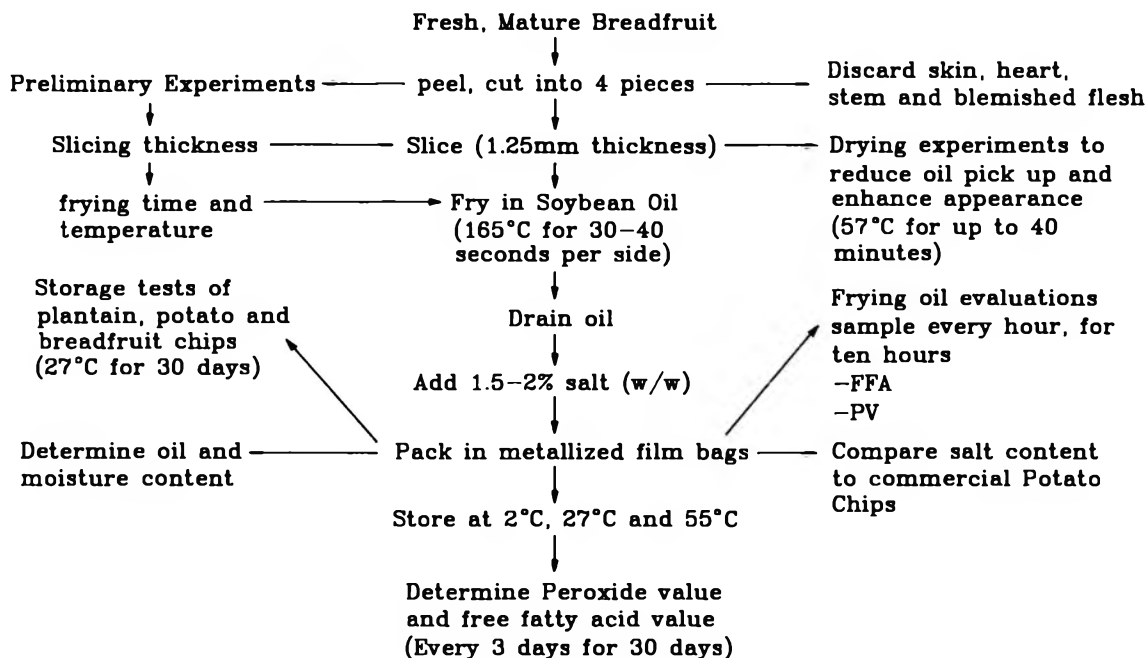 Fresh, Mature Breadfruit
Preliminary Experiments
peel, cut into 4 pieces
Discard skin, heart,
stem and blemished flesh
Slicing thickness
Slice (1.25mm thickness)
Drying experiments to
reduce oil pick up and
enhance appearance
(57°C for up to 40
minutes)
frying time and
temperature
Fry in Soybean Oil
(165°C for 30-40
seconds per side)
Storage tests of
plantain, potato and
breadfruit chips
(27°C for 30 days)
Drain oil
Frying oil evaluations
sample every hour, for
ten hours
-FFA
-PV
Add 1.5-2% salt (w/w)
Determine oil and
moisture content
Pack in metallized film bags
Compare salt content
to commercial Potato
Chips
Store at 2°C, 27°C and 55°C
Determine Peroxide value
and free fatty acid value
(Every 3 days for 30 days)